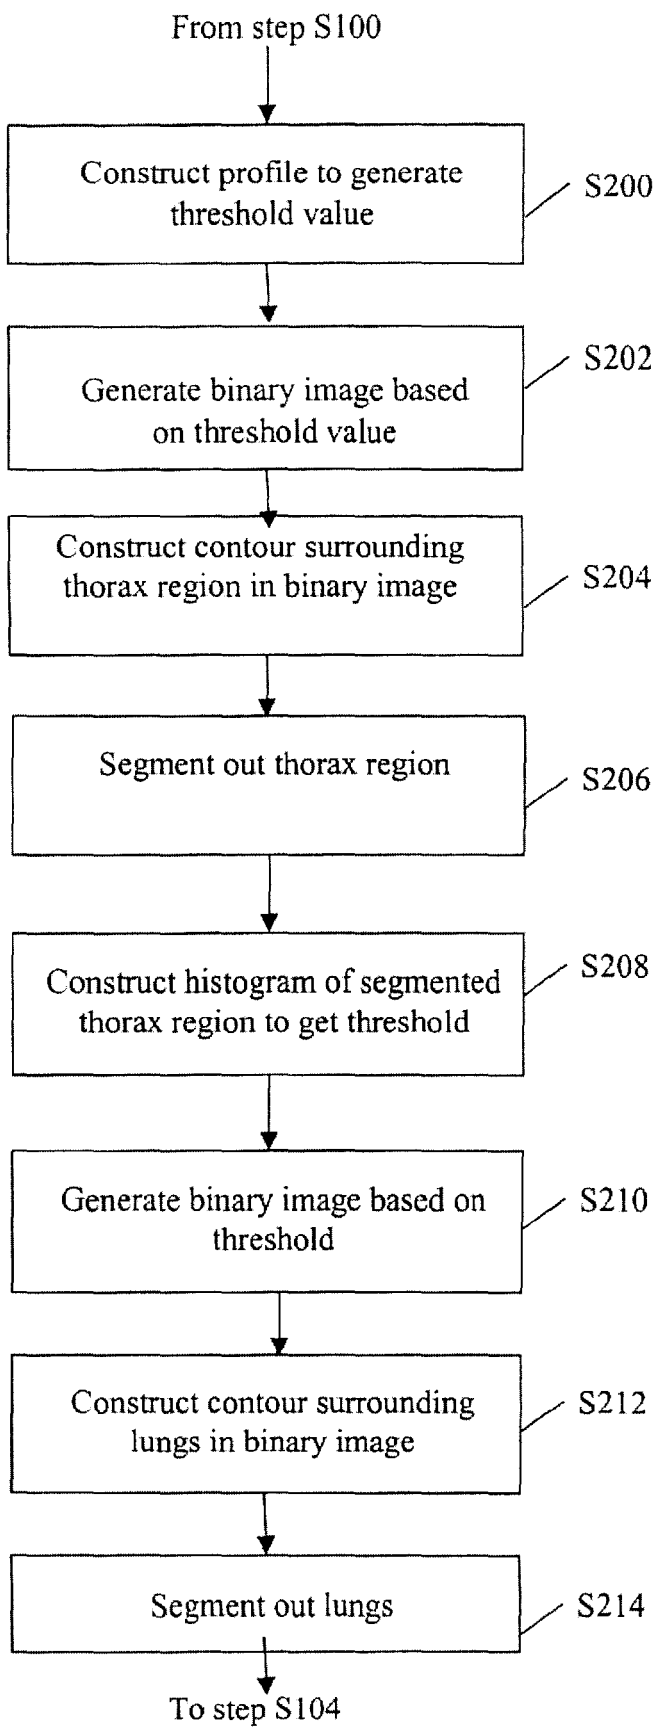 From step S100
Construct profile to generate
threshold value
S200
Generate binary image based
on threshold value
S202
Construct contour surrounding
thorax region in binary image
S204
Segment out thorax region
S206
Construct histogram of segmented
thorax region to get threshold
S208
Generate binary image based on
threshold
S210
Construct contour surrounding
lungs in binary image
S212
Segment out lungs
S214
To step S104